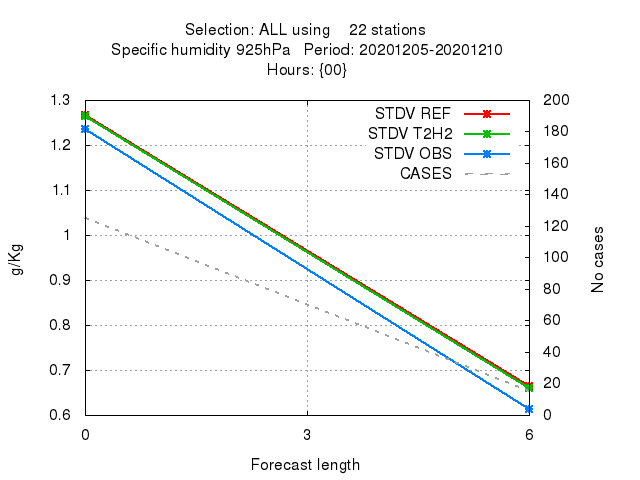 Selection: ALL using    22 stations
Specific humidity 925hPa   Period: 20201205-20201210
Hours: {00}
STDV REF
STDV T2H2
STDV OBS
CASES
g/Kg
1.3
1.2
1.1
1
0.9
0.8
0.7
0.6
200
180
160
140
120
100
80
60
40
20
0
No cases
0 3 6
Forecast length